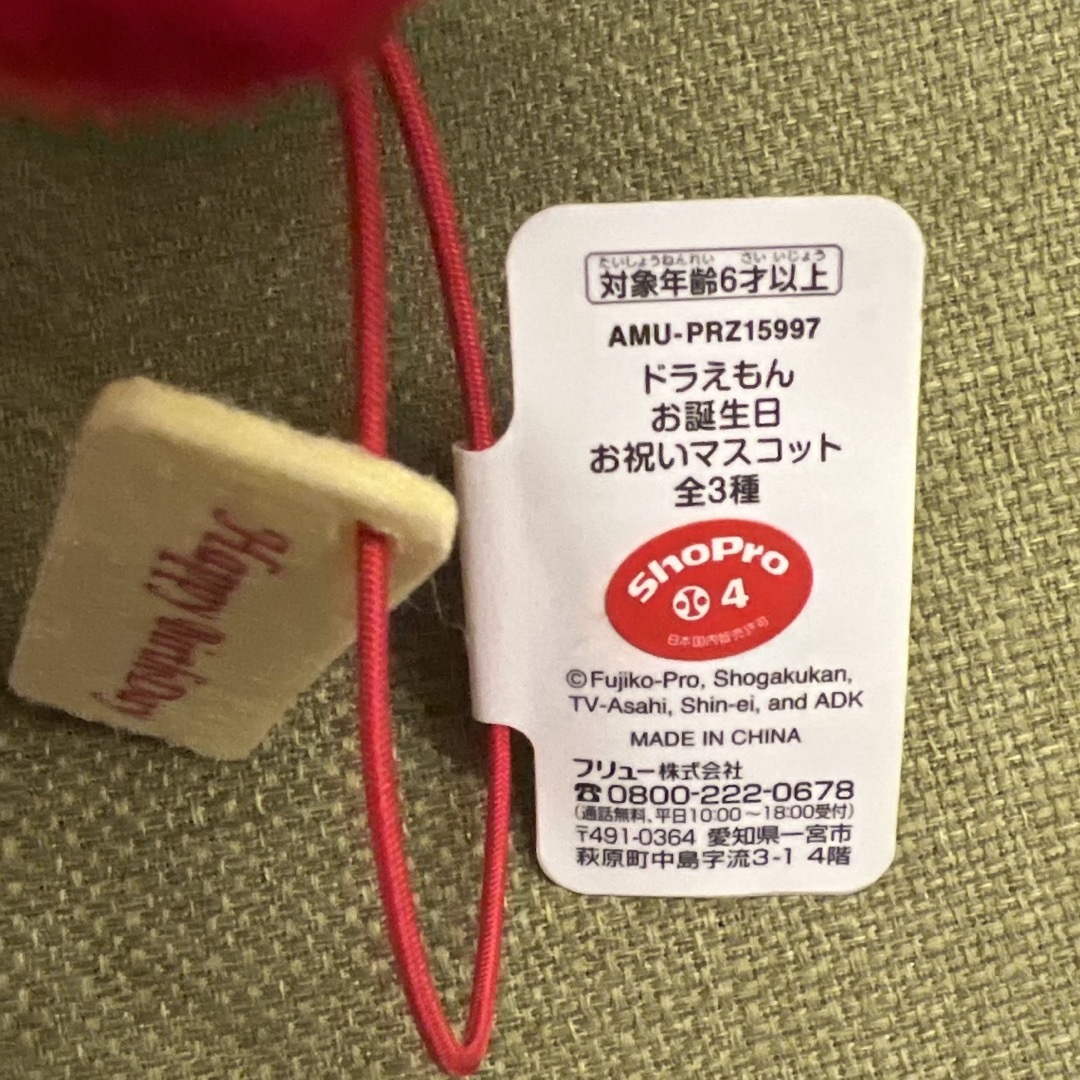 たいしょうねんれい さい いじょう
対象年齢6才以上
AMU-PRZ15997
ドラえもん
お誕生日
お祝いマスコット
全3種
ShoPro
4
日本国内販売許可
©Fujiko-Pro, Shogakukan,
TV-Asahi, Shin-ei, and ADK
MADE IN CHINA
フリュー株式会社
☎0800-222-0678
(通話無料、平日10:00～18:00受付)
〒491-0364 愛知県一宮市
萩原町中島字流3-1 4階
Happy BirthDay